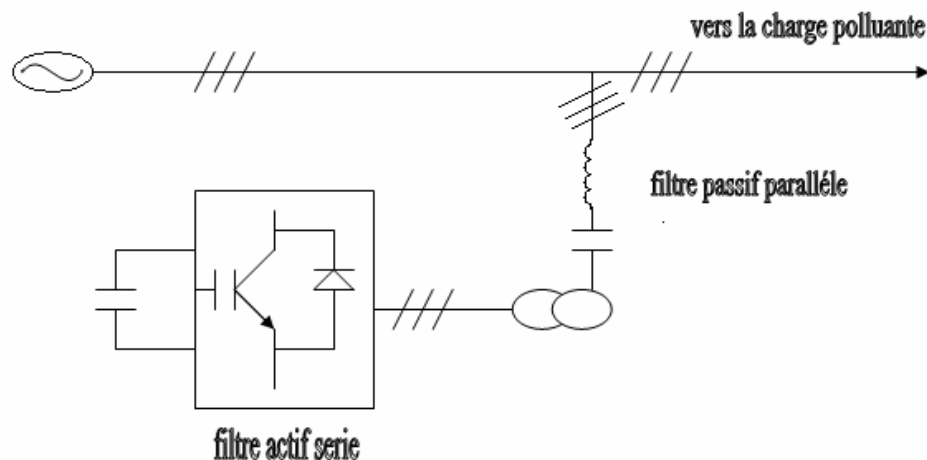 vers la charge polluante
filtre passif paralléle
filtre actif serie